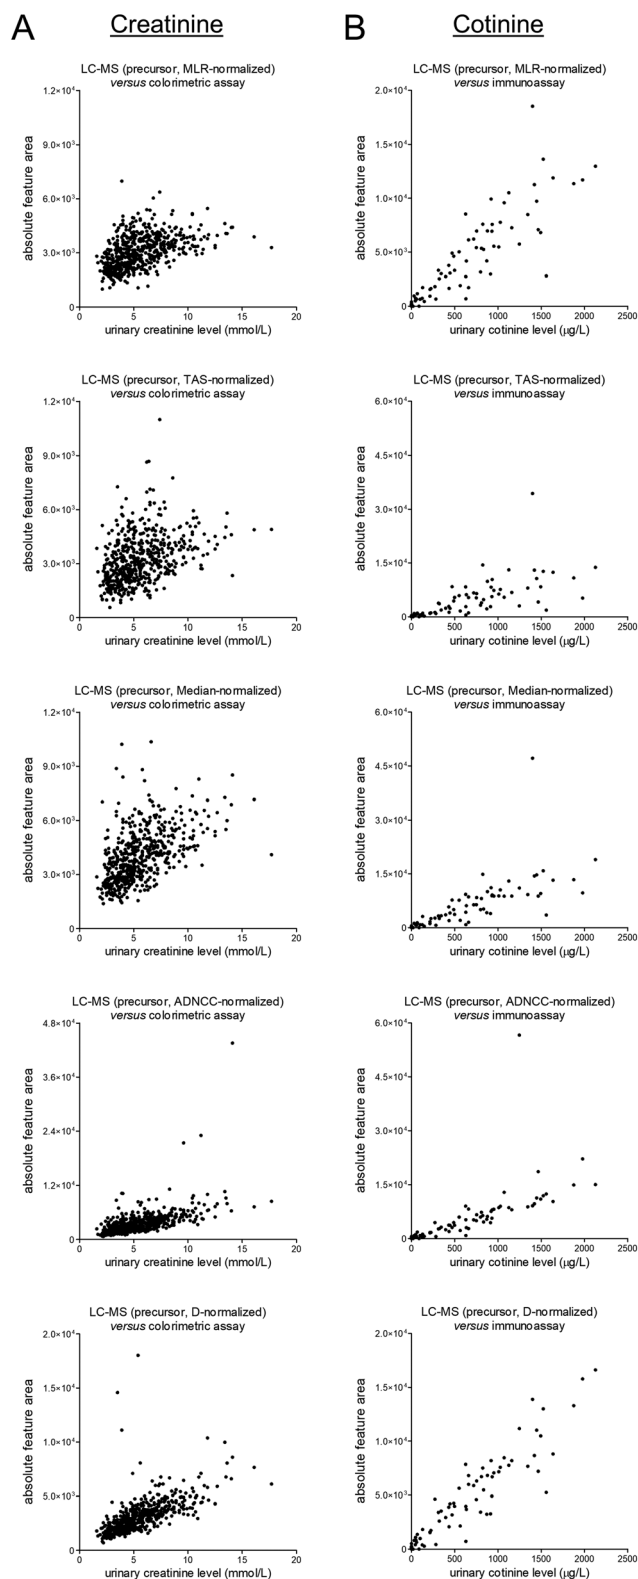 A Creatinine B Cotinine
LC-MS (precursor, MLR-normalized)
versus colorimetric assay
1.2×10⁴
9.0×10³
6.0×10³
3.0×10³
0
absolute feature area
0 5 10 15 20
urinary creatinine level (mmol/L)
LC-MS (precursor, MLR-normalized)
versus immunoassay
2.0×10⁴
1.5×10⁴
1.0×10⁴
5.0×10³
0
absolute feature area
0 500 1000 1500 2000 2500
urinary cotinine level (μg/L)
LC-MS (precursor, TAS-normalized)
versus colorimetric assay
1.2×10⁴
9.0×10³
6.0×10³
3.0×10³
0
absolute feature area
0 5 10 15 20
urinary creatinine level (mmol/L)
LC-MS (precursor, TAS-normalized)
versus immunoassay
6.0×10⁴
4.5×10⁴
3.0×10⁴
1.5×10⁴
0
absolute feature area
0 500 1000 1500 2000 2500
urinary cotinine level (μg/L)
LC-MS (precursor, Median-normalized)
versus colorimetric assay
1.2×10⁴
9.0×10³
6.0×10³
3.0×10³
0
absolute feature area
0 5 10 15 20
urinary creatinine level (mmol/L)
LC-MS (precursor, Median-normalized)
versus immunoassay
6.0×10⁴
4.5×10⁴
3.0×10⁴
1.5×10⁴
0
absolute feature area
0 500 1000 1500 2000 2500
urinary cotinine level (μg/L)
LC-MS (precursor, ADNCC-normalized)
versus colorimetric assay
4.8×10⁴
3.6×10⁴
2.4×10⁴
1.2×10⁴
0
absolute feature area
0 5 10 15 20
urinary creatinine level (mmol/L)
LC-MS (precursor, ADNCC-normalized)
versus immunoassay
6.0×10⁴
4.5×10⁴
3.0×10⁴
1.5×10⁴
0
absolute feature area
0 500 1000 1500 2000 2500
urinary cotinine level (μg/L)
LC-MS (precursor, D-normalized)
versus colorimetric assay
2.0×10⁴
1.5×10⁴
1.0×10⁴
5.0×10³
0
absolute feature area
0 5 10 15 20
urinary creatinine level (mmol/L)
LC-MS (precursor, D-normalized)
versus immunoassay
2.0×10⁴
1.5×10⁴
1.0×10⁴
5.0×10³
0
absolute feature area
0 500 1000 1500 2000 2500
urinary cotinine level (μg/L)